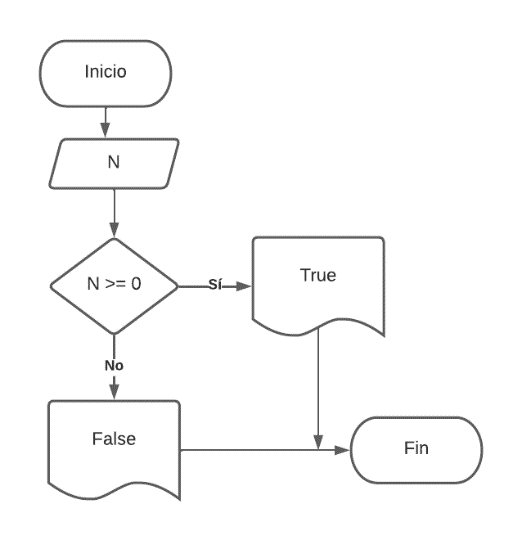 Inicio
N
N >= 0
Sí
True
No
False
Fin